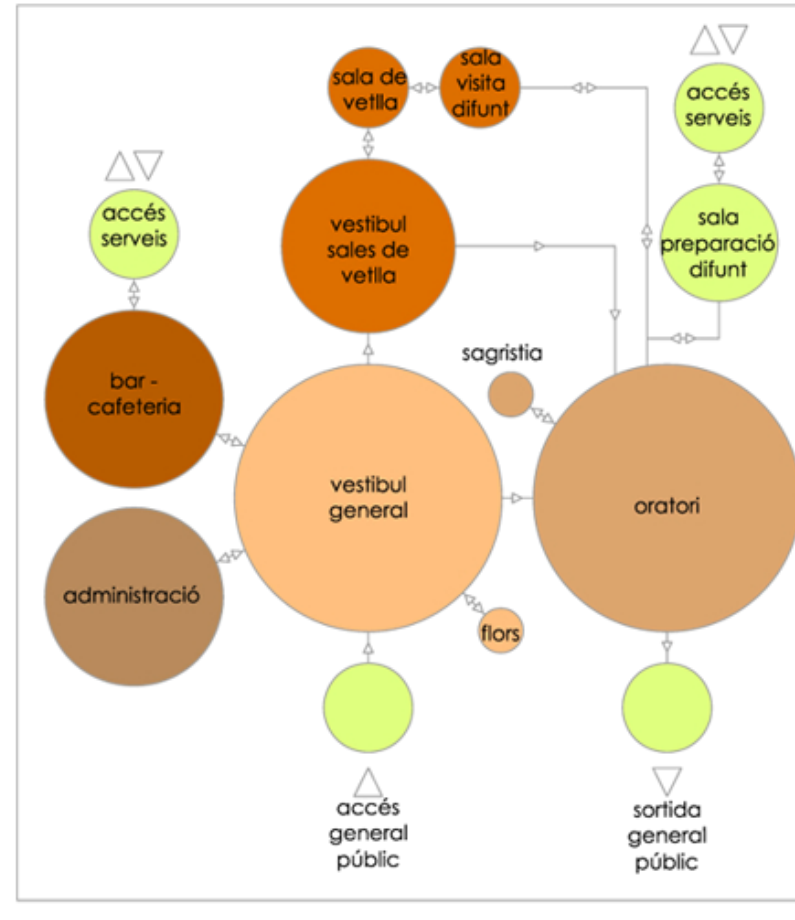 sala de
vetlla
sala
visita
difunt
accés
serveis
accés
serveis
vestibul
sales de
vetlla
sala
preparació
difunt
bar -
cafeteria
sagristia
vestibul
general
oratori
administració
flors
accés
general
públic
sortida
general
públic